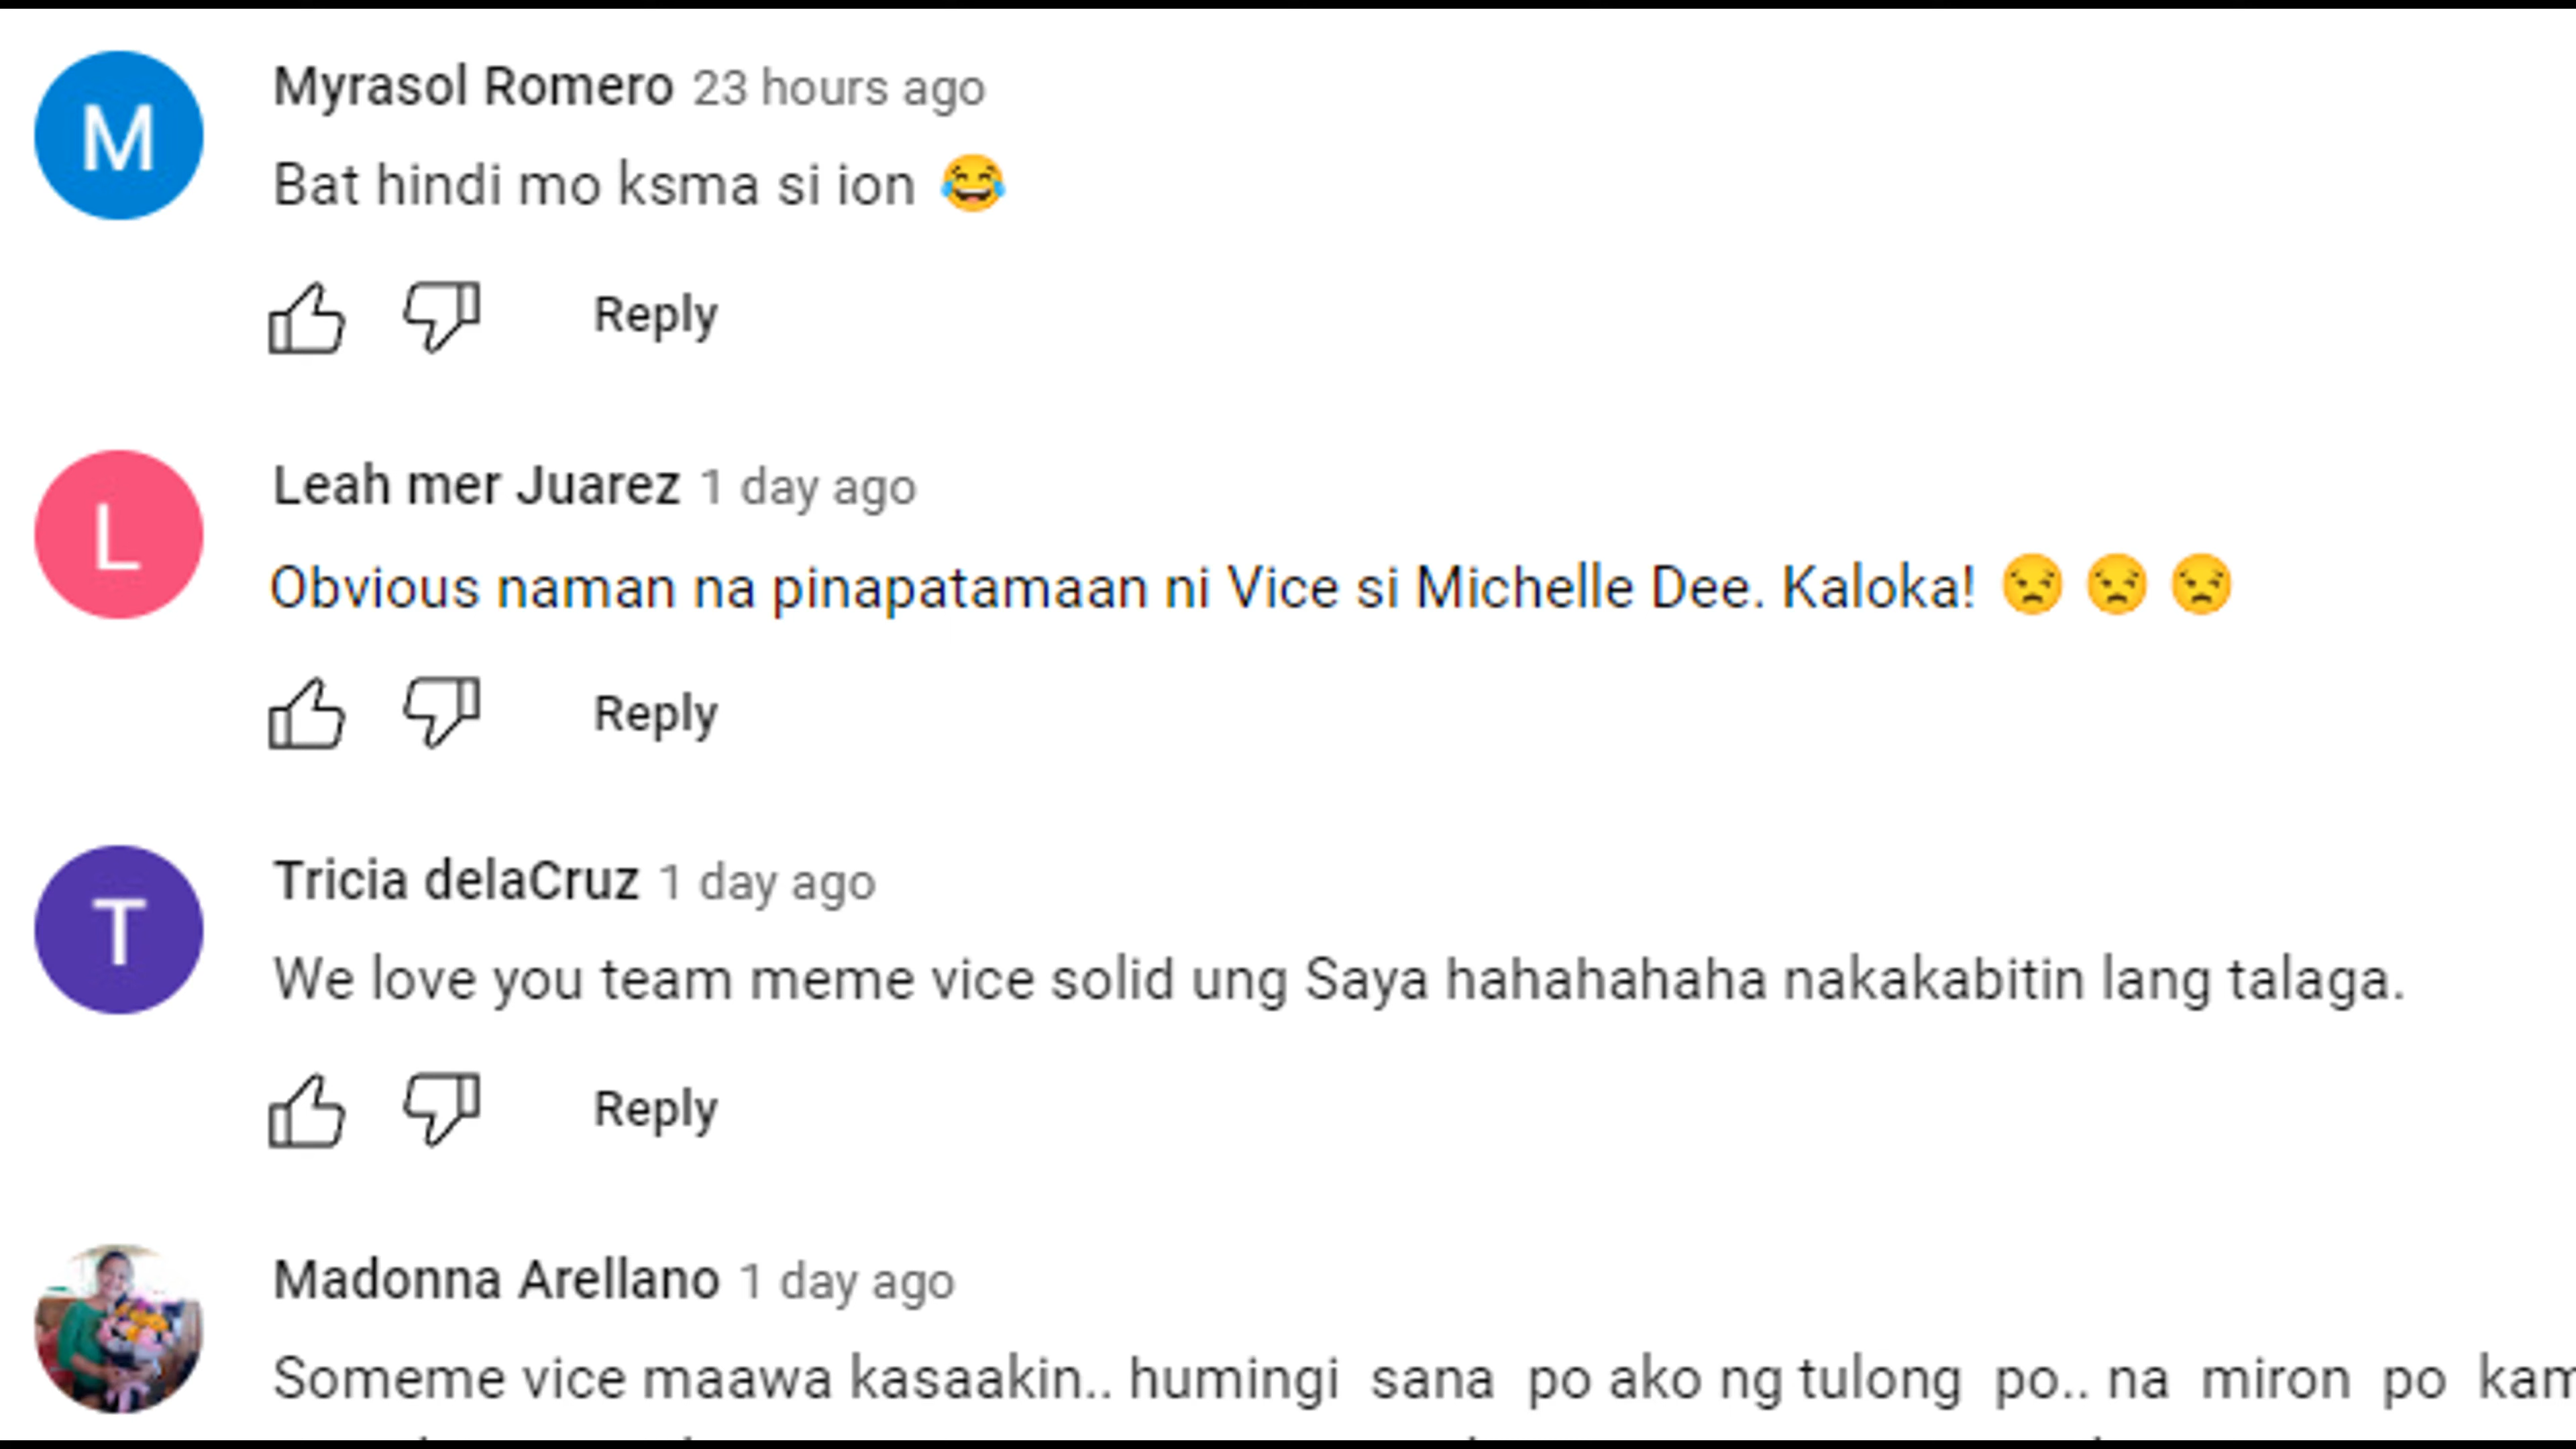 M
Myrasol Romero 23 hours ago
Bat hindi mo ksma si ion 😂
Reply
L
Leah mer Juarez 1 day ago
Obvious naman na pinapatamaan ni Vice si Michelle Dee. Kaloka! 😒 😒 😒
Reply
T
Tricia delaCruz 1 day ago
We love you team meme vice solid ung Saya hahahahaha nakakabitin lang talaga.
Reply
Madonna Arellano 1 day ago
Someme vice maawa kasaakin.. humingi sana po ako ng tulong po.. na miron po